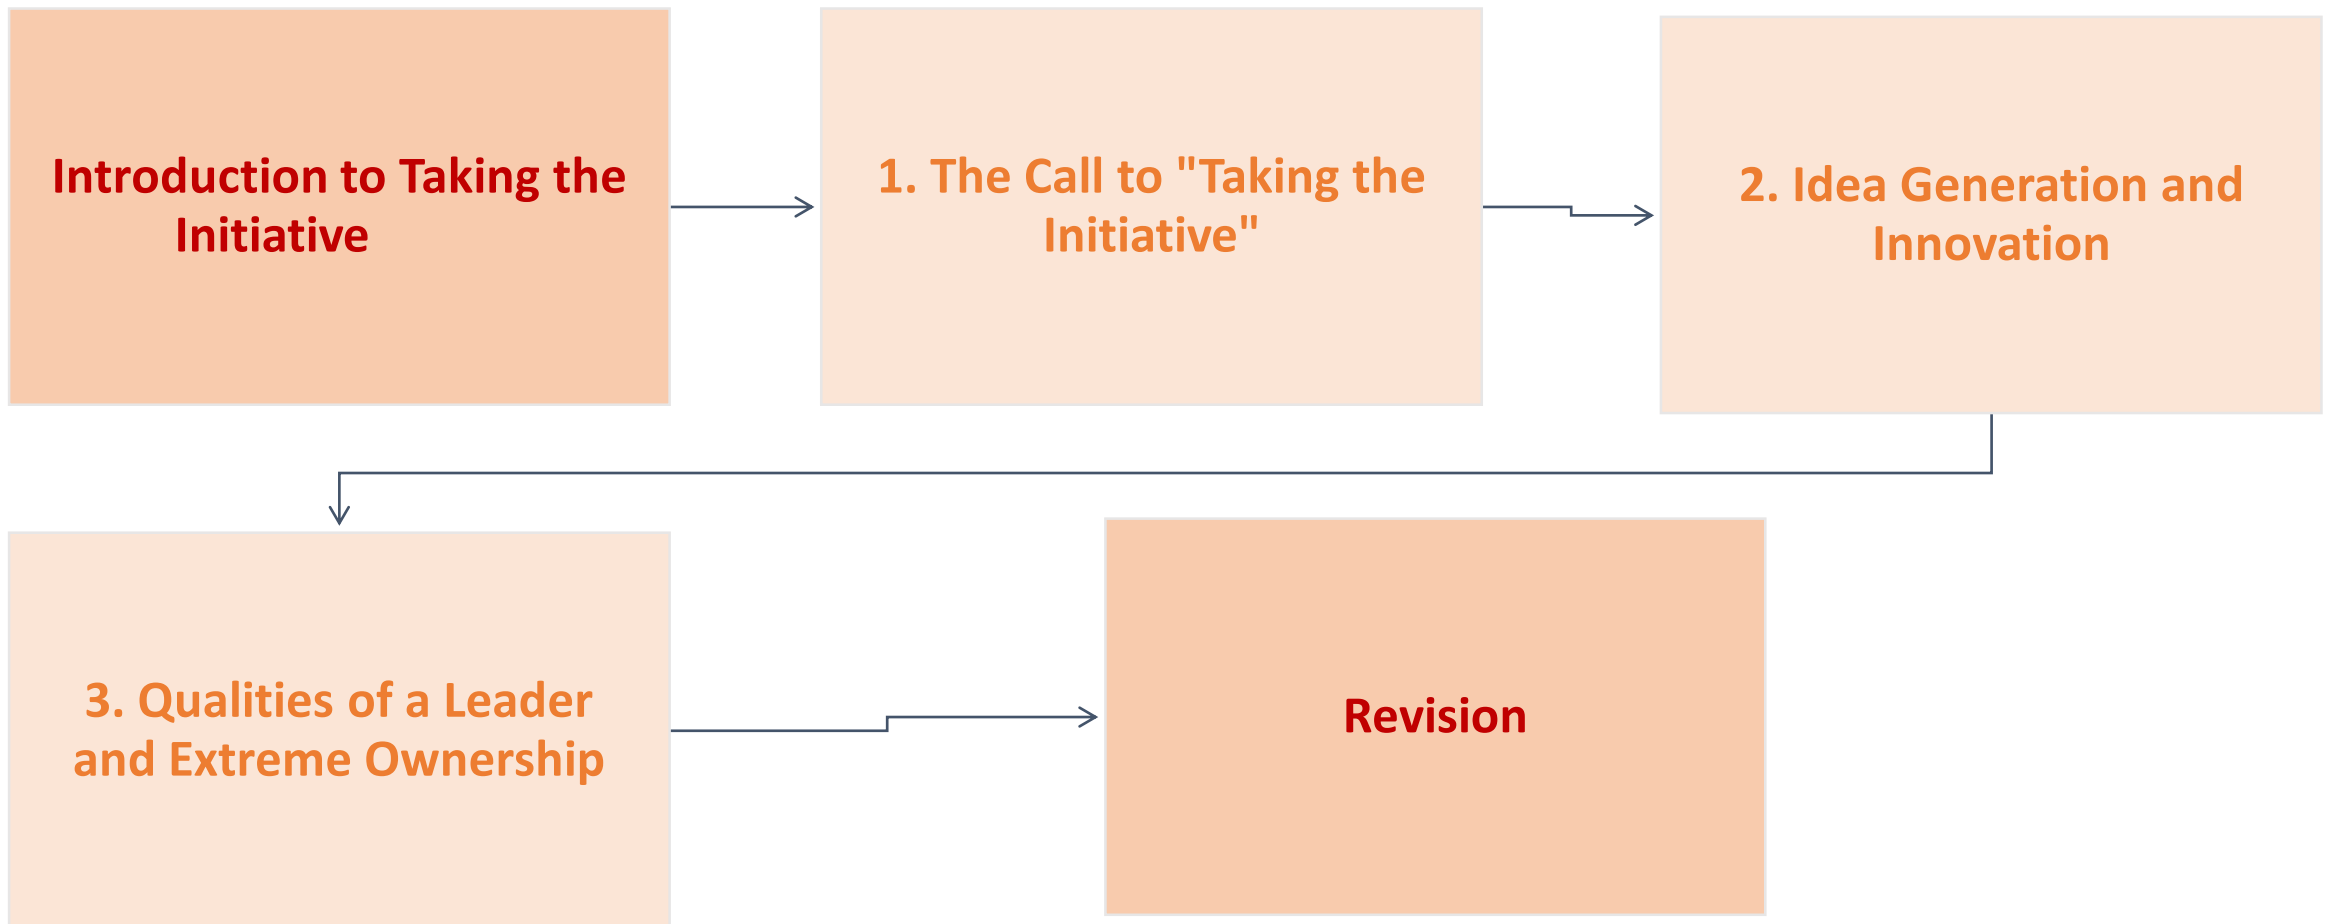 Introduction to Taking the
Initiative
1. The Call to "Taking the
Initiative"
2. Idea Generation and
Innovation
3. Qualities of a Leader
and Extreme Ownership
Revision